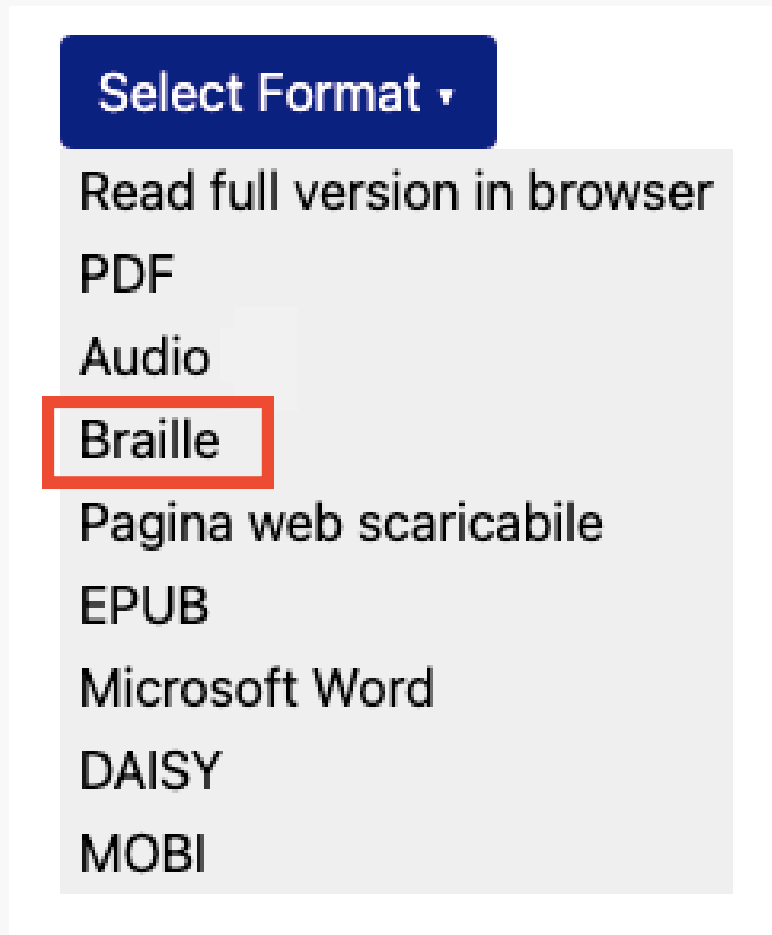 Select Format ▾
Read full version in browser
PDF
Audio
Braille
Pagina web scaricabile
EPUB
Microsoft Word
DAISY
MOBI